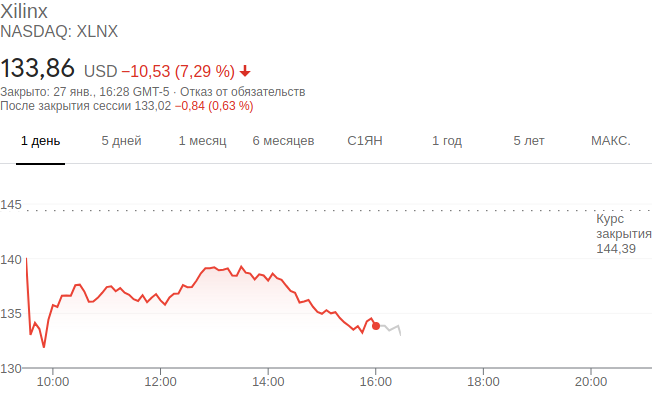 Xilinx
NASDAQ: XLNX
133,86 USD −10,53 (7,29 %)
Закрыто: 27 янв., 16:28 GMT-5 · Отказ от обязательств
После закрытия сессии 133,02 −0,84 (0,63 %)
1 день 5 дней 1 месяц 6 месяцев С1ЯН 1 год 5 лет МАКС.
145
Курс
закрытия
144,39
140
135
130
10:00 12:00 14:00 16:00 18:00 20:00